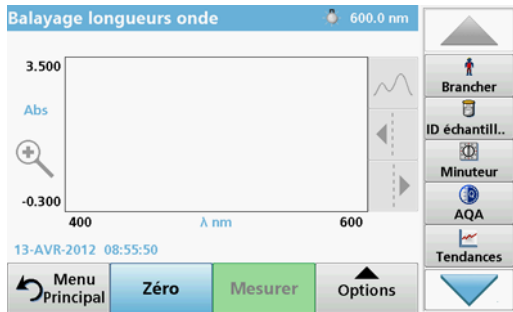 Balayage longueurs onde
600.0 nm
3.500
Abs
-0.300
400
λ nm
600
13-AVR-2012 08:55:50
Menu
Principal
Zéro
Mesurer
Options
Brancher
ID échantill..
Minuteur
AQA
Tendances